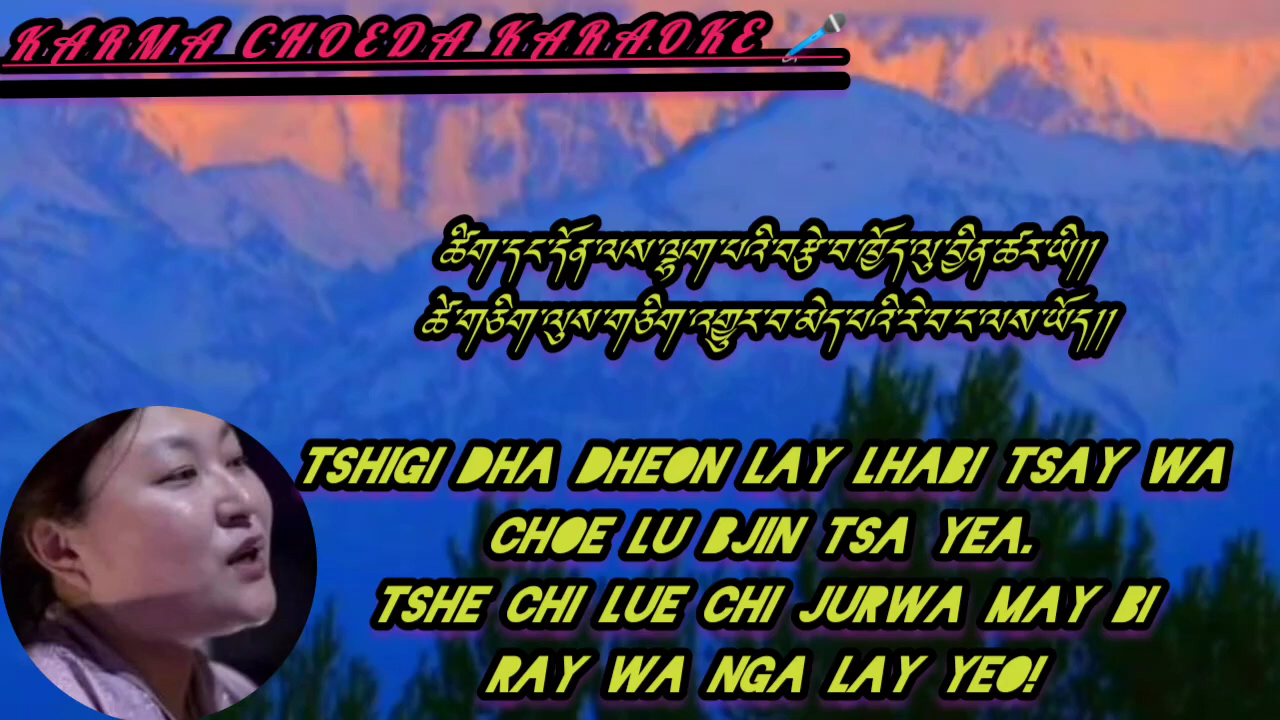 KARMA CHOEDA KARAOKE
ཚིག་དང་དོན་ལས་ལྷག་པའི་བརྩེ་བ་ཁྱོད་ལུ་བྱིན་ཚར་ཡི།།
ཚེ་གཅིག་ལུས་གཅིག་འགྱུར་བ་མེད་པའི་རེ་བ་ང་ལས་ཡོད།།
TSHIGI DHA DHEON LAY LHABI TSAY WA
CHOE LU BJIN TSA YEA.
TSHE CHI LUE CHI JURWA MAY BI
RAY WA NGA LAY YEO!